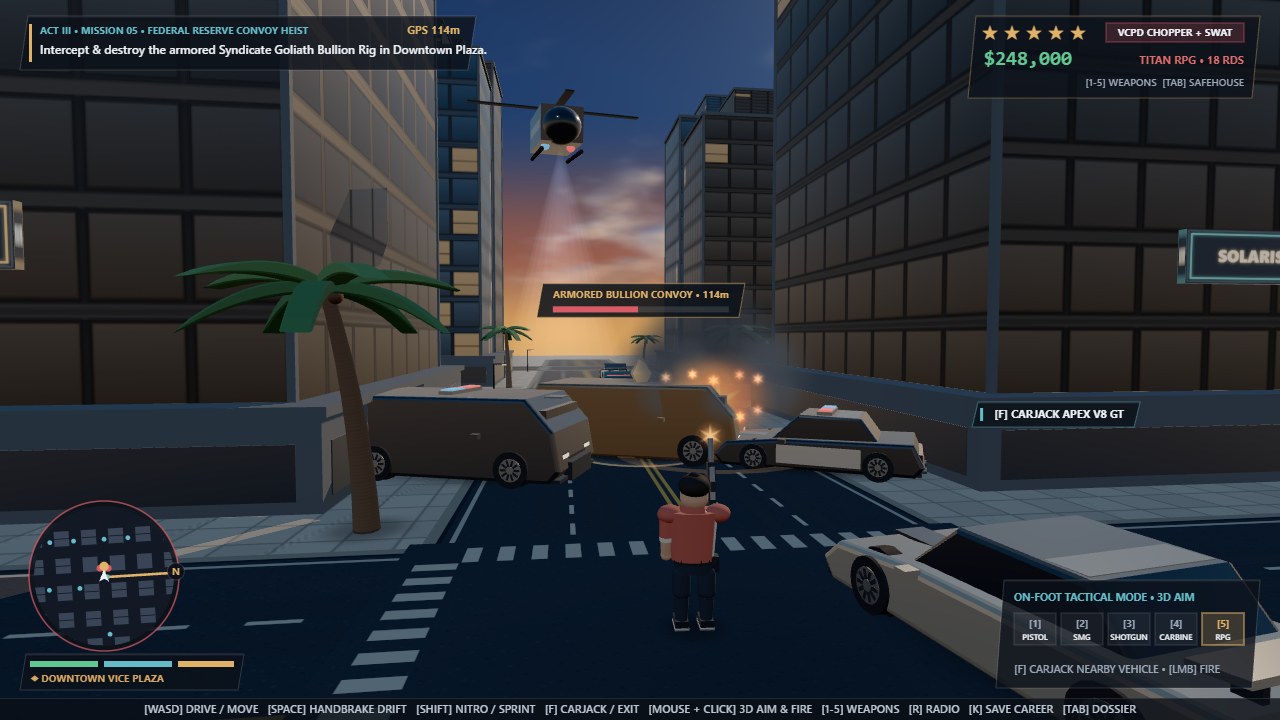 ACT III • MISSION 05 • FEDERAL RESERVE CONVOY HEIST GPS 114m
Intercept & destroy the armored Syndicate Goliath Bullion Rig in Downtown Plaza.
★★★★★ VCPD CHOPPER + SWAT
$248,000 TITAN RPG • 18 RDS
[1-5] WEAPONS [TAB] SAFEHOUSE
SOLARIS
ARMORED BULLION CONVOY • 114m
[F] CARJACK APEX V8 GT
N
◆ DOWNTOWN VICE PLAZA
ON-FOOT TACTICAL MODE • 3D AIM
[1] [2] [3] [4] [5]
PISTOL SMG SHOTGUN CARBINE RPG
[F] CARJACK NEARBY VEHICLE • [LMB] FIRE
[WASD] DRIVE / MOVE [SPACE] HANDBRAKE DRIFT [SHIFT] NITRO / SPRINT [F] CARJACK / EXIT [MOUSE + CLICK] 3D AIM & FIRE [1-5] WEAPONS [R] RADIO [K] SAVE CAREER [TAB] DOSSIER